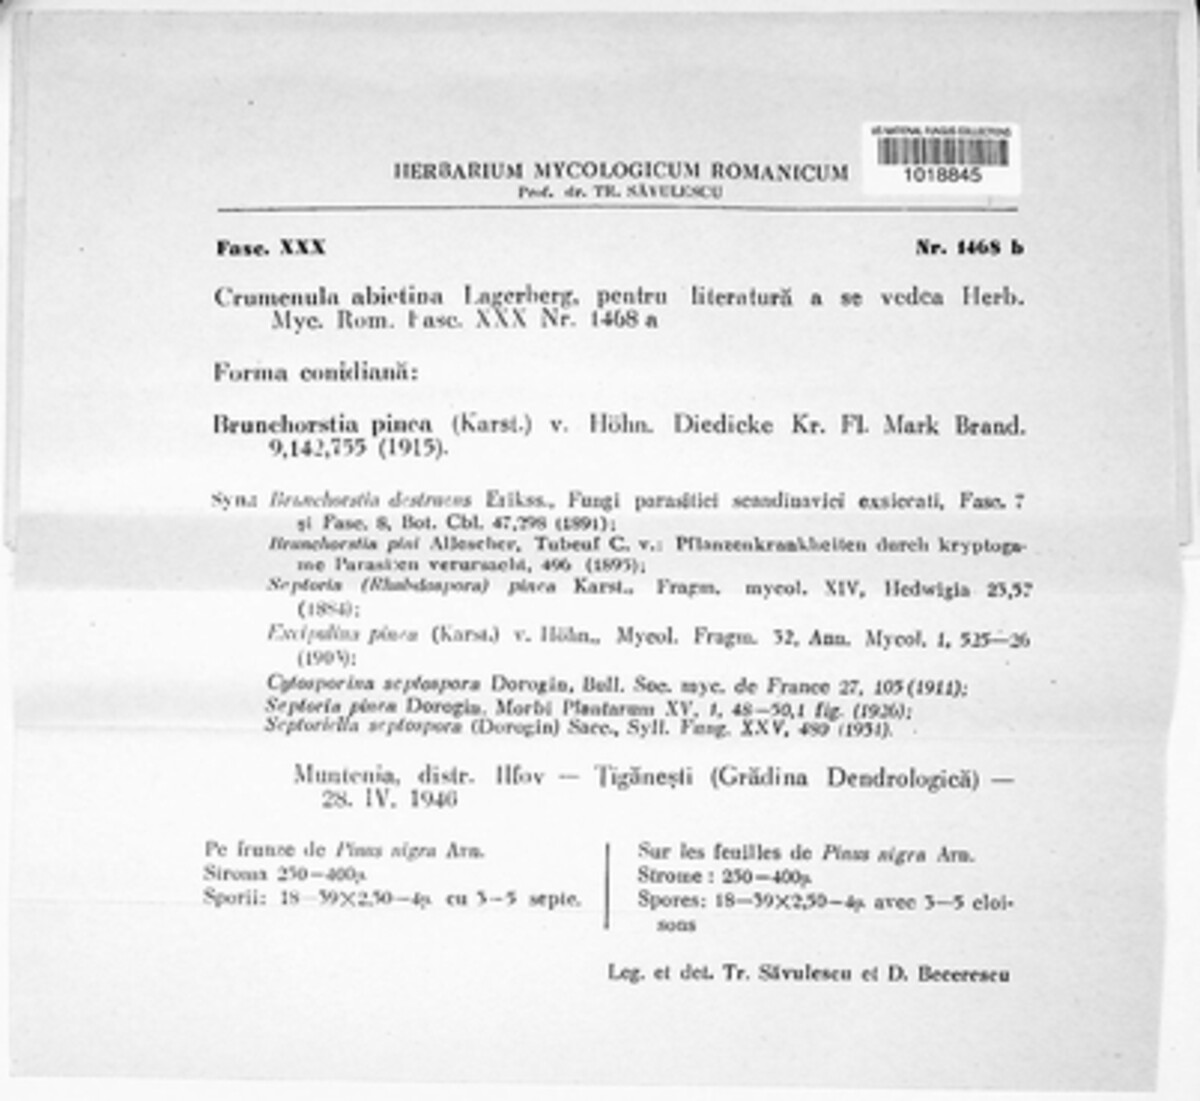 US NATIONAL FUNGUS COLLECTIONS
1018845
HERBARIUM MYCOLOGICUM ROMANICUM
Prof. dr. TR. SĂVULESCU
Fasc. XXX
Nr. 1468 b
Crumenula abietina Lagerberg, pentru literatură a se vedea Herb.
Myc. Rom. Fasc. XXX Nr. 1468 a
Forma conidiană:
Brunchorstia pinea (Karst.) v. Höhn. Diedicke Kr. Fl. Mark Brand.
9,142,755 (1915).
Syn.: Brunchorstia destruens Erikss., Fungi parasitici scandinavici exsiccati, Fasc. 7
și Fasc. 8, Bot. Cbl. 47,298 (1891);
Brunchorstia pini Allescher, Tubeuf C. v.: Pflanzenkrankheiten durch kryptoga-
me Parasiten verursacht, 496 (1895);
Septoria (Rhabdospora) pinea Karst., Fragm. mycol. XIV, Hedwigia 23,57
(1884);
Excipulina pinea (Karst.) v. Höhn., Mycol. Fragm. 32, Ann. Mycol. 1, 525—26
(1903);
Cytosporina septospora Dorogin, Bull. Soc. myc. de France 27, 105 (1911);
Septoria pinea Dorogin, Morbi Plantarum XV, 1, 48—50,1 fig. (1926);
Septoriella septospora (Dorogin) Sacc., Syll. Fung. XXV, 480 (1931).
Muntenia, distr. Ilfov — Țigănești (Grădina Dendrologică) —
28. IV. 1946
Pe frunze de Pinus nigra Arn.
Stroma 250—400μ
Sporii: 18—39×2,50—4μ cu 3—5 septe.
Sur les feuilles de Pinus nigra Arn.
Strome : 250—400μ
Spores: 18—39×2,50—4μ avec 3—5 cloi-
sons
Leg. et det. Tr. Săvulescu et D. Becerescu